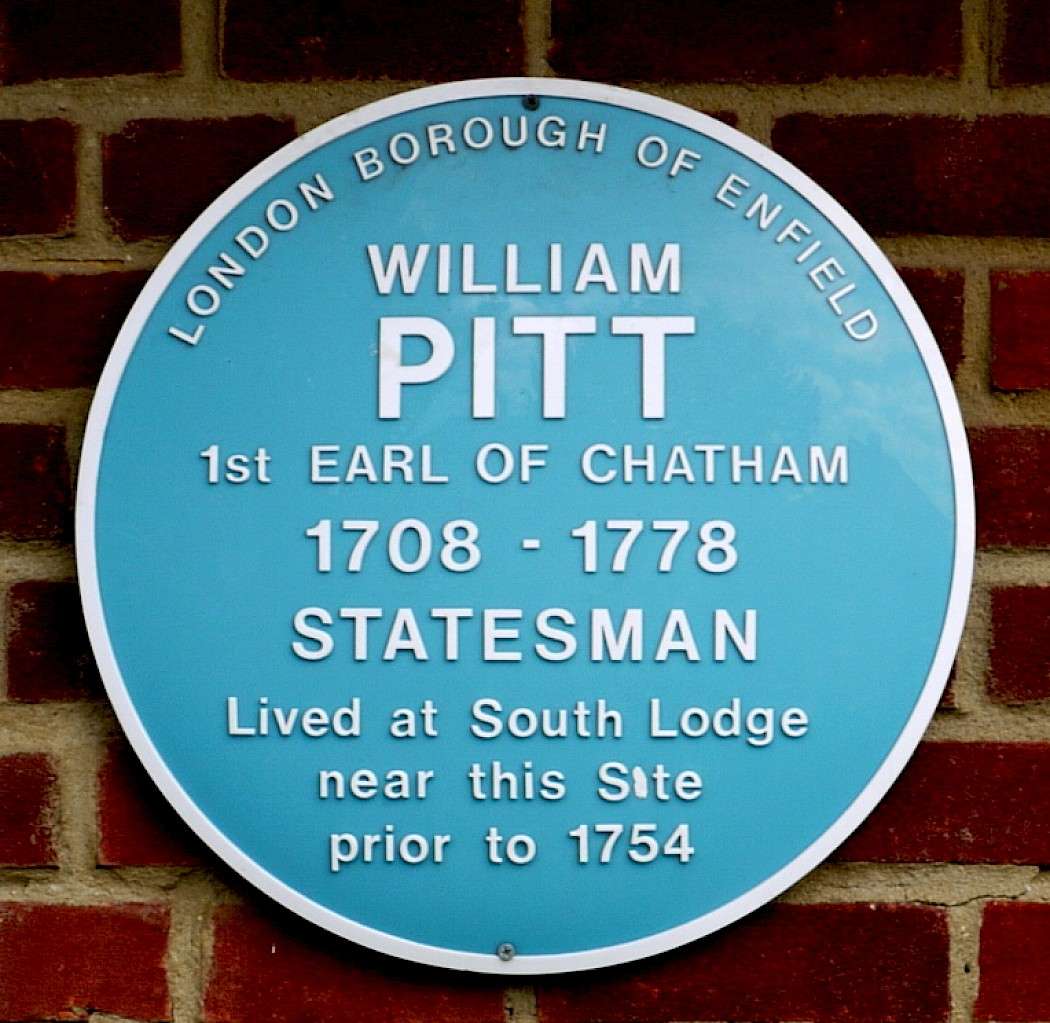 LONDON BOROUGH OF ENFIELD
WILLIAM
PITT
1st EARL OF CHATHAM
1708 - 1778
STATESMAN
Lived at South Lodge
near this Site
prior to 1754